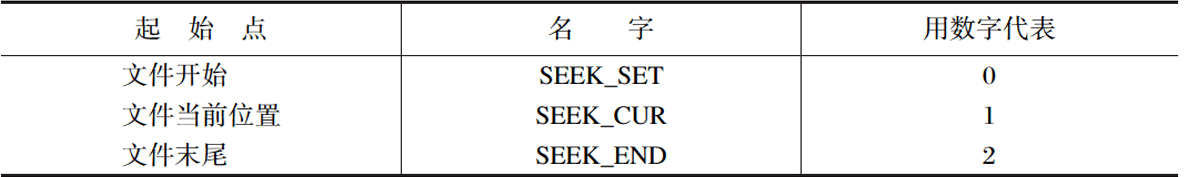 起 始 点 名 字 用数字代表
文件开始 SEEK_SET 0
文件当前位置 SEEK_CUR 1
文件末尾 SEEK_END 2